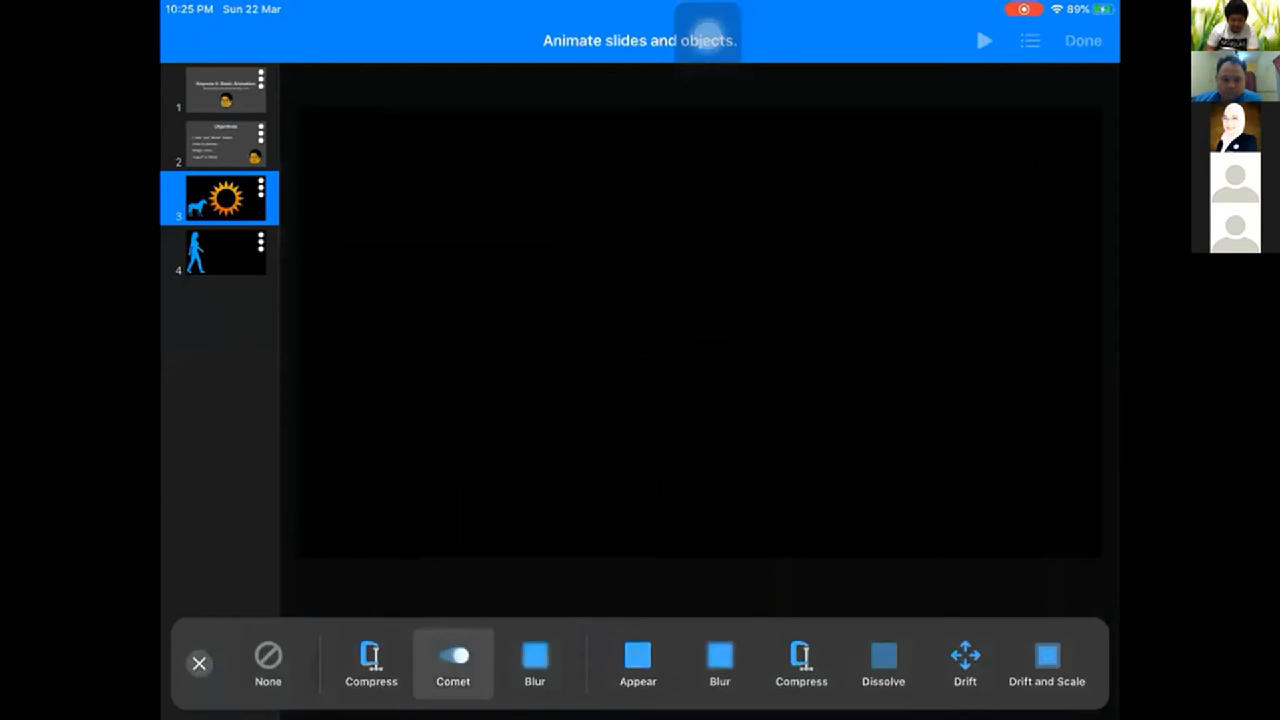 10:25 PM Sun 22 Mar
89%
Animate slides and objects.
Done
1
Objectives
2
3
4
None
Compress
Comet
Blur
Appear
Blur
Compress
Dissolve
Drift
Drift and Scale